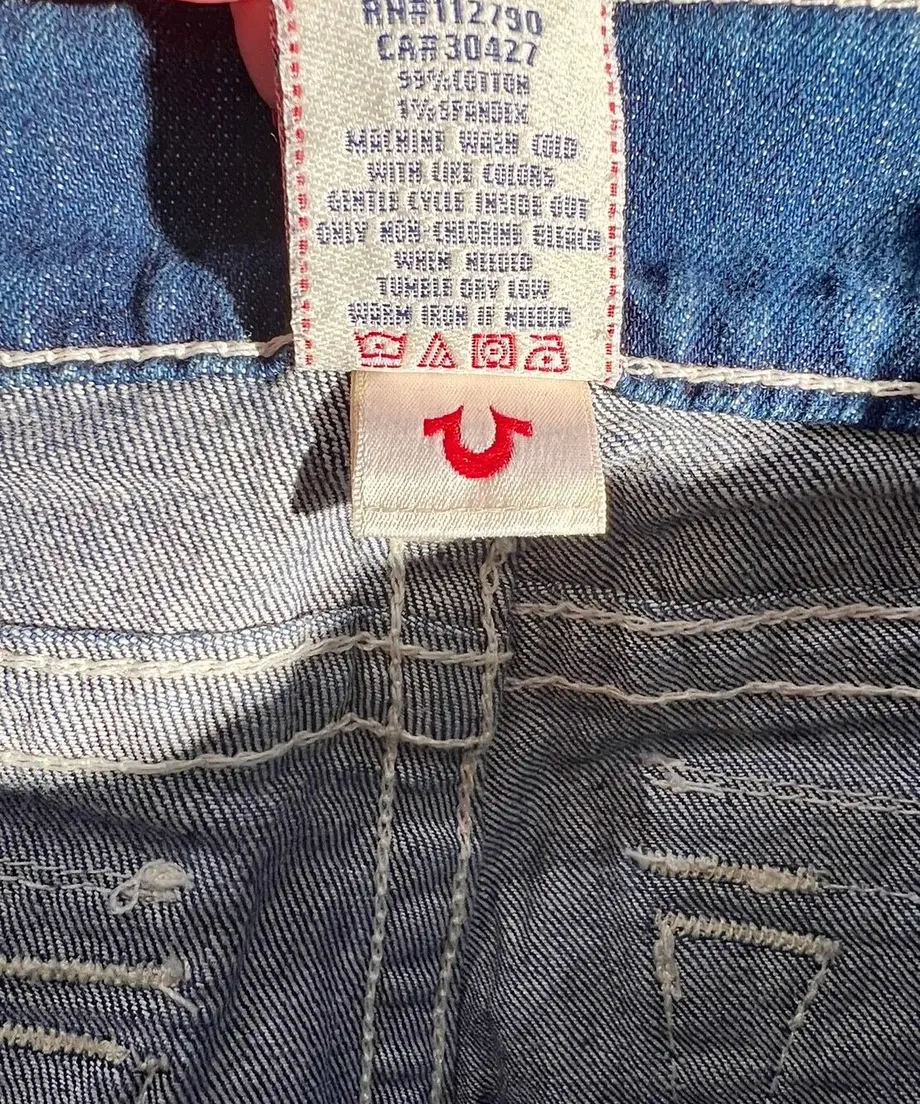 RN#112790
CA#30427
99%COTTON
1%SPANDEX
MACHINE WASH COLD
WITH LIKE COLORS
GENTLE CYCLE INSIDE OUT
ONLY NON-CHLORINE BLEACH
WHEN NEEDED
TUMBLE DRY LOW
WARM IRON IF NEEDED